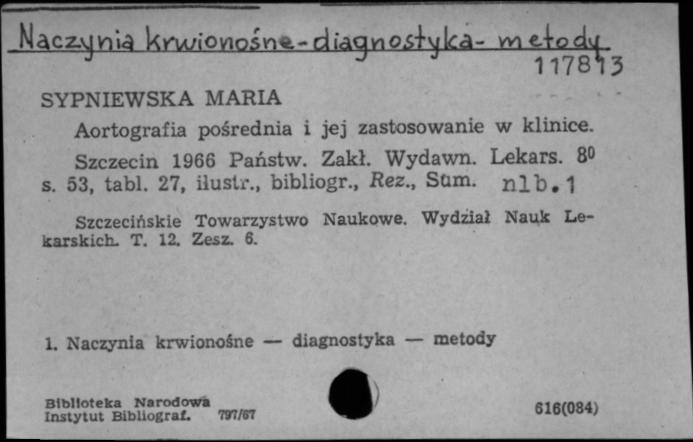 Naczynia krwionośne-diagnostyka-metody
117813
SYPNIEWSKA MARIA
Aortografia pośrednia i jej zastosowanie w klinice.
Szczecin 1966 Państw. Zakł. Wydawn. Lekars. 8⁰
s. 53, tabl. 27, ilustr., bibliogr., Rez., Sum. nlb.1
Szczecińskie Towarzystwo Naukowe. Wydział Nauk Le-
karskich. T. 12. Zesz. 6.
1. Naczynia krwionośne — diagnostyka — metody
Biblioteka Narodowa
Instytut Bibliograf. 797/67
616(084)